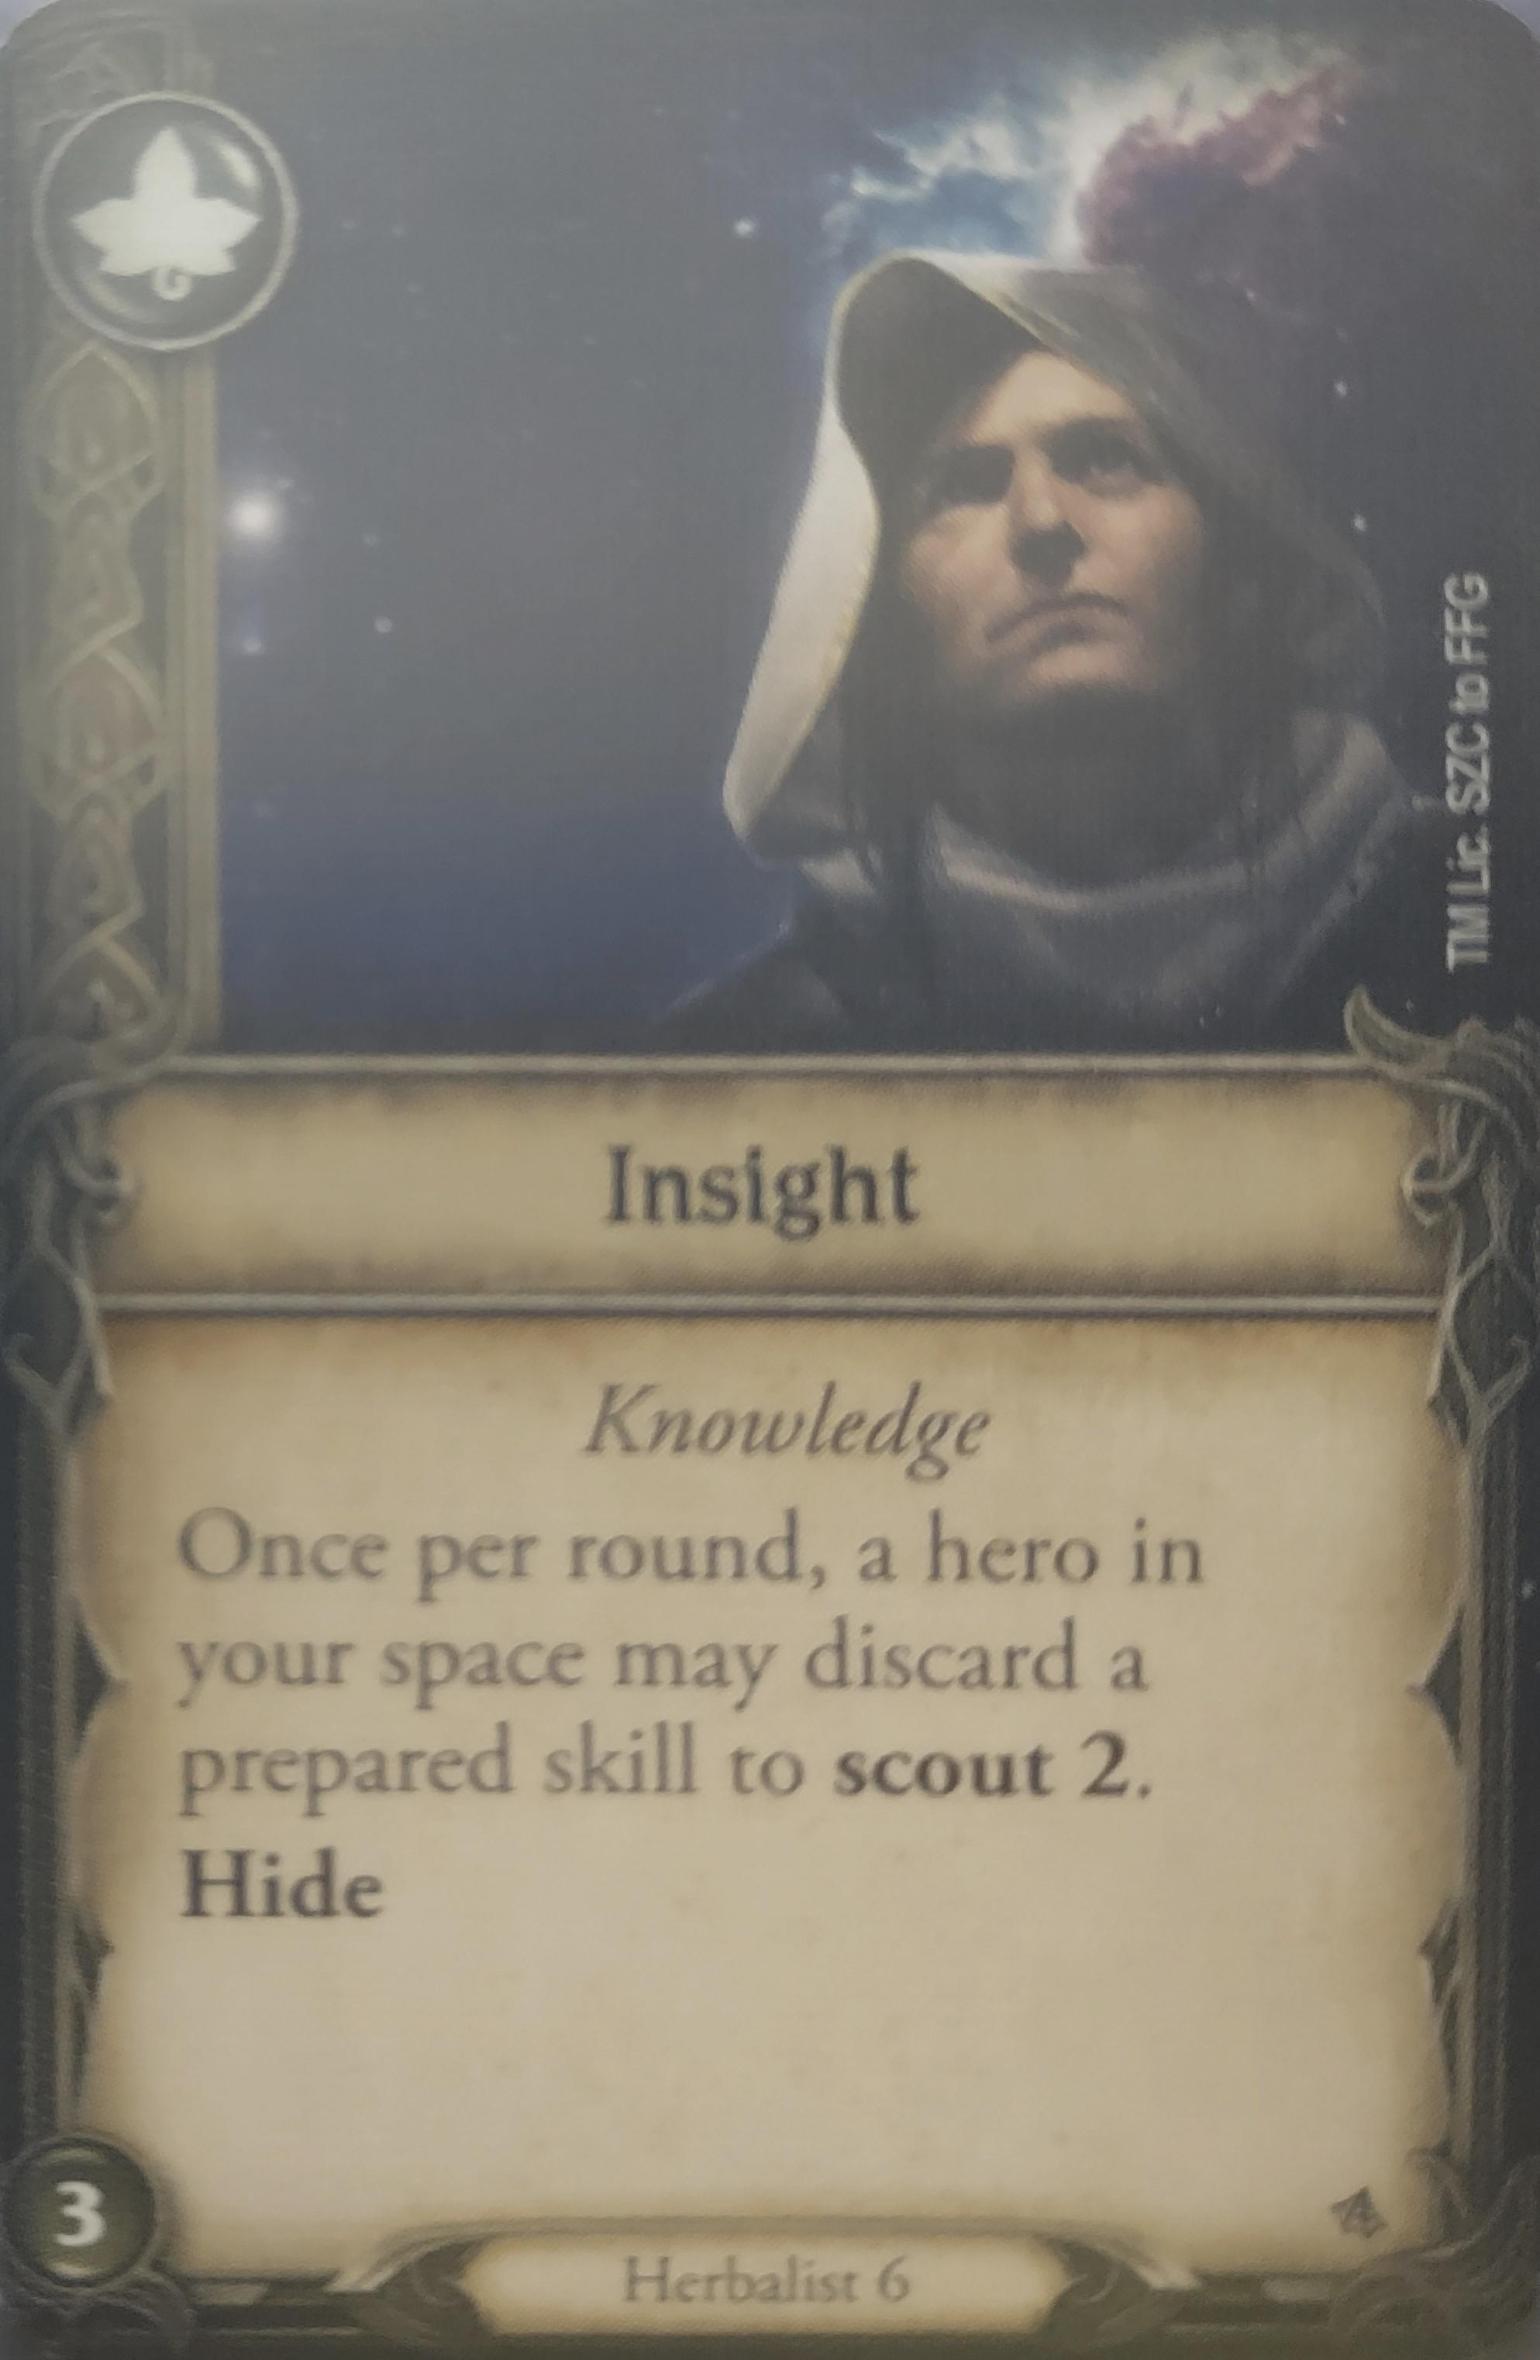 TM Lic. SZC to FFG
Insight
Knowledge
Once per round, a hero in
your space may discard a
prepared skill to scout 2.
Hide
3
Herbalist 6